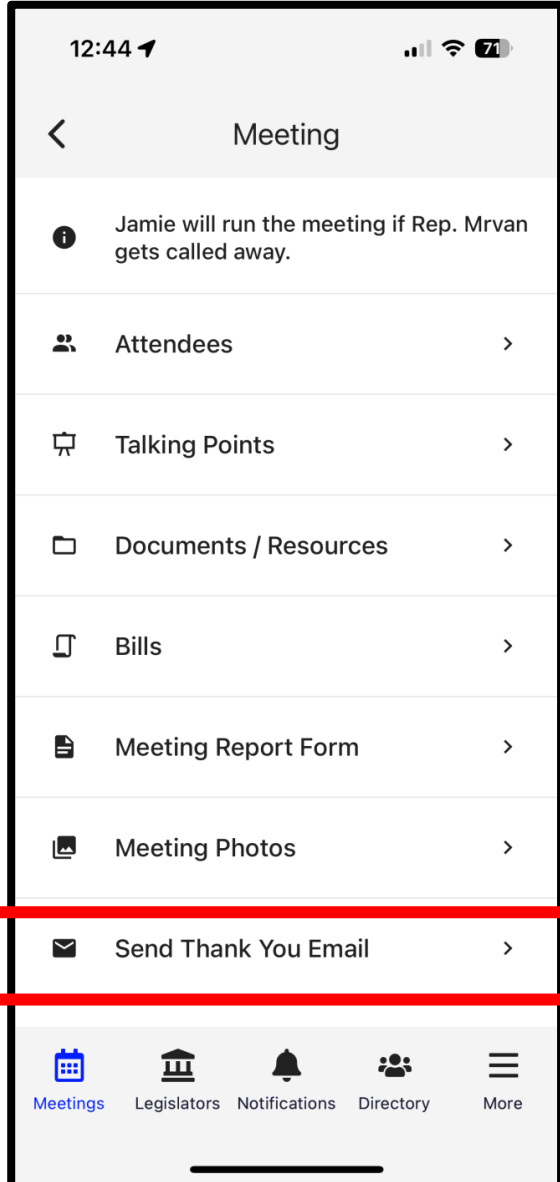 12:44
71
Meeting
Jamie will run the meeting if Rep. Mrvan
gets called away.
Attendees
Talking Points
Documents / Resources
Bills
Meeting Report Form
Meeting Photos
Send Thank You Email
Meetings Legislators Notifications Directory More